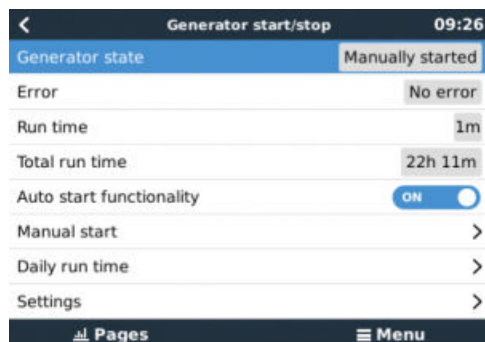 Generator start/stop 09:26
Generator state Manually started
Error No error
Run time 1m
Total run time 22h 11m
Auto start functionality ON
Manual start
Daily run time
Settings
Pages Menu